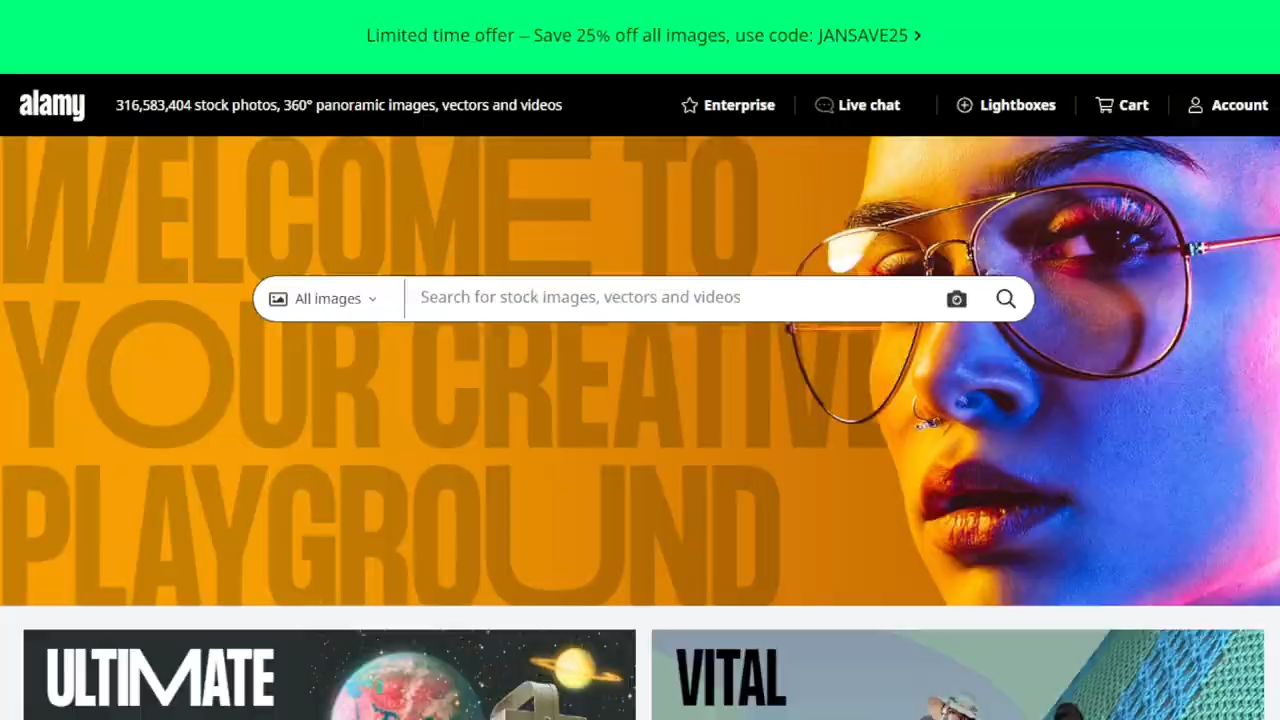 Limited time offer – Save 25% off all images, use code: JANSAVE25 ›
alamy 316,583,404 stock photos, 360° panoramic images, vectors and videos Enterprise Live chat Lightboxes Cart Account
WELCOME TO
All images Search for stock images, vectors and videos
YOUR CREATIVE
PLAYGROUND
ULTIMATE VITAL